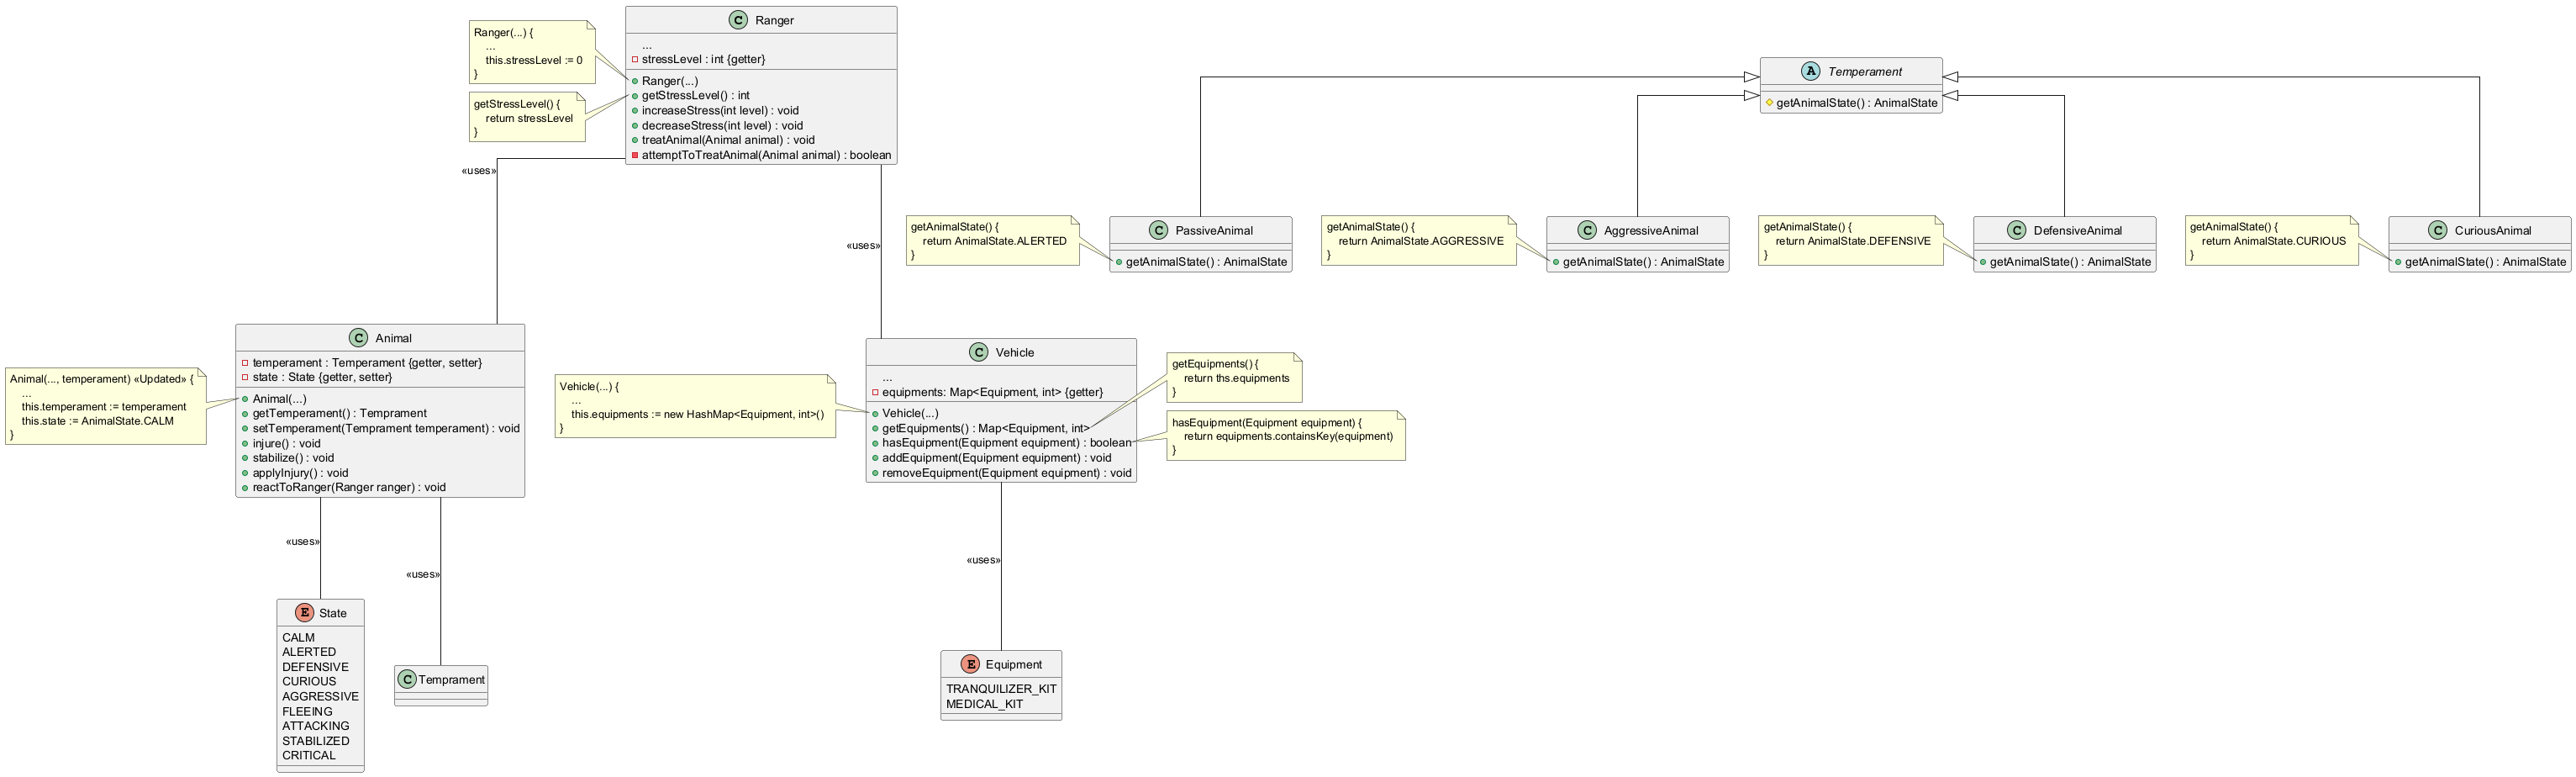 Ranger(...) {
...
this.stressLevel := 0
}
getStressLevel() {
return stressLevel
}
C Ranger
...
stressLevel : int {getter}
Ranger(...)
getStressLevel() : int
increaseStress(int level) : void
decreaseStress(int level) : void
treatAnimal(Animal animal) : void
attemptToTreatAnimal(Animal animal) : boolean
A Temperament
getAnimalState() : AnimalState
«uses»
«uses»
getAnimalState() {
return AnimalState.ALERTED
}
C PassiveAnimal
getAnimalState() : AnimalState
getAnimalState() {
return AnimalState.AGGRESSIVE
}
C AggressiveAnimal
getAnimalState() : AnimalState
getAnimalState() {
return AnimalState.DEFENSIVE
}
C DefensiveAnimal
getAnimalState() : AnimalState
getAnimalState() {
return AnimalState.CURIOUS
}
C CuriousAnimal
getAnimalState() : AnimalState
Animal(..., temperament) «Updated» {
...
this.temperament := temperament
this.state := AnimalState.CALM
}
C Animal
temperament : Temperament {getter, setter}
state : State {getter, setter}
Animal(...)
getTemperament() : Temprament
setTemperament(Temprament temperament) : void
injure() : void
stabilize() : void
applyInjury() : void
reactToRanger(Ranger ranger) : void
Vehicle(...) {
...
this.equipments := new HashMap<Equipment, int>()
}
C Vehicle
...
equipments: Map<Equipment, int> {getter}
Vehicle(...)
getEquipments() : Map<Equipment, int>
hasEquipment(Equipment equipment) : boolean
addEquipment(Equipment equipment) : void
removeEquipment(Equipment equipment) : void
getEquipments() {
return ths.equipments
}
hasEquipment(Equipment equipment) {
return equipments.containsKey(equipment)
}
«uses»
«uses»
«uses»
E State
CALM
ALERTED
DEFENSIVE
CURIOUS
AGGRESSIVE
FLEEING
ATTACKING
STABILIZED
CRITICAL
C Temprament
E Equipment
TRANQUILIZER_KIT
MEDICAL_KIT